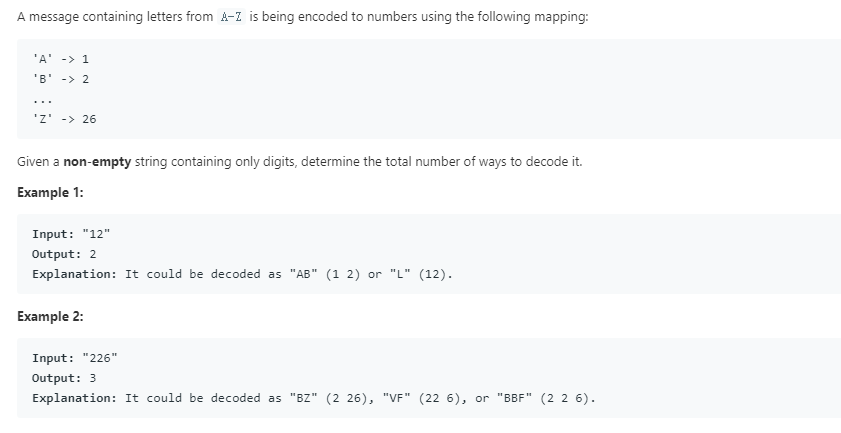 A message containing letters from A-Z is being encoded to numbers using the following mapping:
'A' -> 1
'B' -> 2
...
'Z' -> 26
Given a non-empty string containing only digits, determine the total number of ways to decode it.
Example 1:
Input: "12"
Output: 2
Explanation: It could be decoded as "AB" (1 2) or "L" (12).
Example 2:
Input: "226"
Output: 3
Explanation: It could be decoded as "BZ" (2 26), "VF" (22 6), or "BBF" (2 2 6).